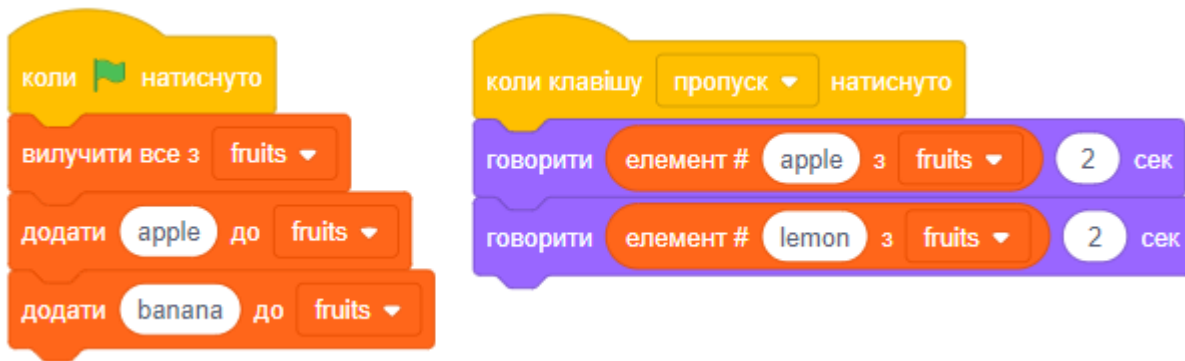 коли натиснуто
вилучити все з fruits
додати apple до fruits
додати banana до fruits
коли клавішу пропуск натиснуто
говорити елемент # apple з fruits 2 сек
говорити елемент # lemon з fruits 2 сек